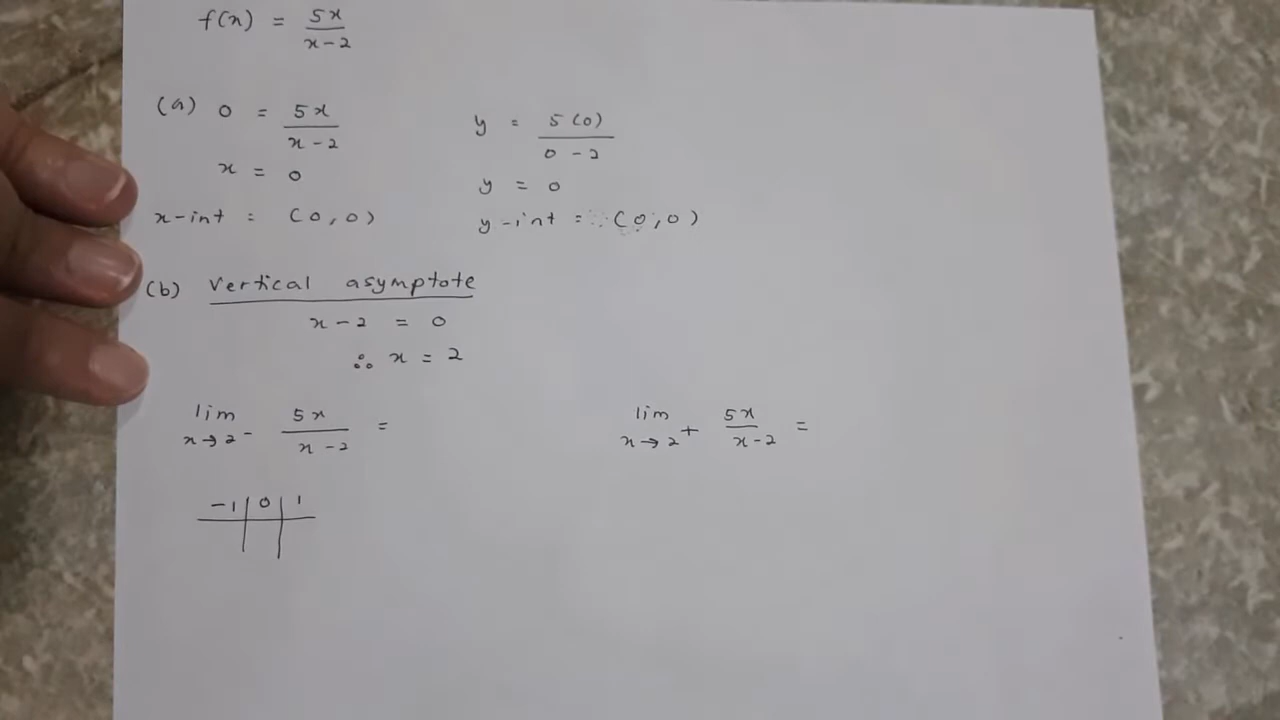 f(x) = 5x / x-2
(a) 0 = 5x / x-2
x = 0
x-int = (0,0)
y = 5(0) / 0-2
y = 0
y-int = (0,0)
(b) vertical asymptote
x-2 = 0
∴ x = 2
lim x→2- 5x / x-2 =
lim x→2+ 5x / x-2 =
-1 | 0 | 1